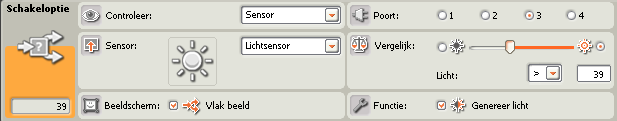 Schakeloptie
39
Controleer: Sensor
Sensor: Lichtsensor
Beeldscherm: Vlak beeld
Poort: 1 2 3 4
Vergelijk:
Licht: > 39
Functie: Genereer licht